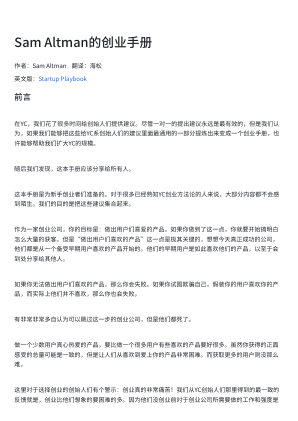 Sam Altman的创业手册
作者：Sam Altman 翻译：海松
英文版：Startup Playbook
前言
在YC，我们花了很多时间给创始人们提供建议。尽管一对一的提出建议永远是最有效的，但是我们认
为，如果我们能够把这些给YC系创始人们的建议里面最通用的一部分提炼出来变成一个创业手册，也
许能够帮助我们扩大YC的规模。
随后我们发现，这本手册应该分享给所有人。
这本手册是为新手创业者们准备的。对于很多已经熟知YC创业方法论的人来说，大部分内容都不会感
到陌生。我们的目的是把这些建议集合起来。
作为一家创业公司，你的目标是：做出用户们喜爱的产品。如果你做到了这一点，你就要开始搞明白
怎么大量的获客。但是“做出用户们喜欢的产品”这一点是极其关键的，想想今天真正成功的公司，
他们都是从一个备受早期用户喜欢的产品开始的。他们的早期用户是如此喜欢他们的产品，以至于会
到处分享给其他人。
如果你无法做出用户们喜欢的产品，那么你会失败。如果你试图欺骗自己，假装你的用户喜欢你的产
品，而实际上他们并不喜欢，那么你也会失败。
有非常非常多自认为可以跳过这一步的创业公司，但是他们都死了。
做一个少数用户真心热爱的产品，要比做一个很多用户有些喜欢的产品要好很多。虽然你获得的正面
感受的总量可能是一致的，但是让人们从喜欢到爱上你的产品非常困难，而获取更多的用户则没那么
难。
这里对于选择创业的创始人们有个警示：创业真的非常痛苦！我们从YC创始人们那里得到的最一致的
反馈就是，创业比他们想象的要困难的多，因为他们没创业前对于创业公司所需要做的工作和强度是